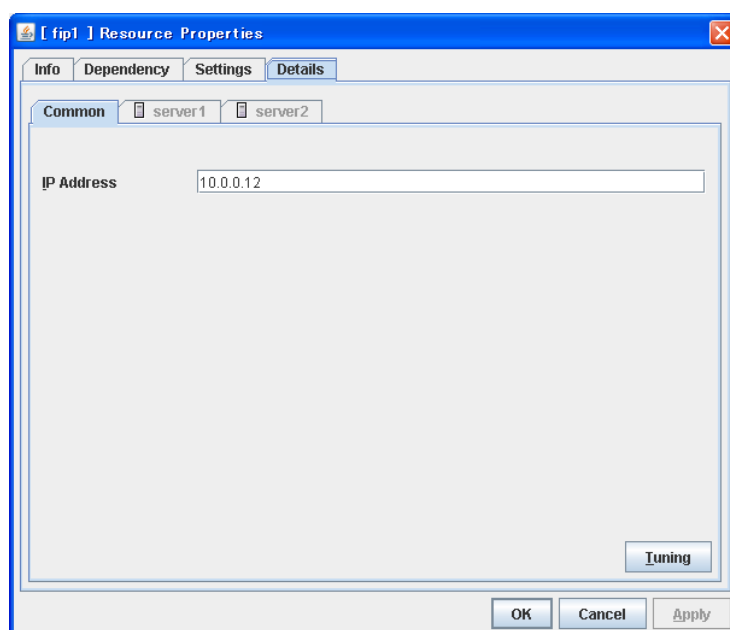 [ fip1 ] Resource Properties
Info Dependency Settings Details
Common server1 server2
IP Address 10.0.0.12
Tuning
OK Cancel Apply